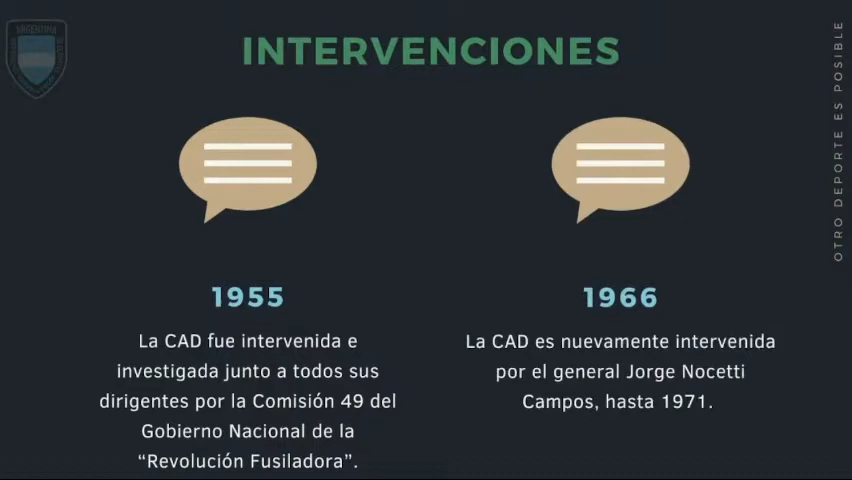 ARGENTINA
INTERVENCIONES
OTRO DEPORTE ES POSIBLE
1955
La CAD fue intervenida e
investigada junto a todos sus
dirigentes por la Comisión 49 del
Gobierno Nacional de la
“Revolución Fusiladora”.
1966
La CAD es nuevamente intervenida
por el general Jorge Nocetti
Campos, hasta 1971.